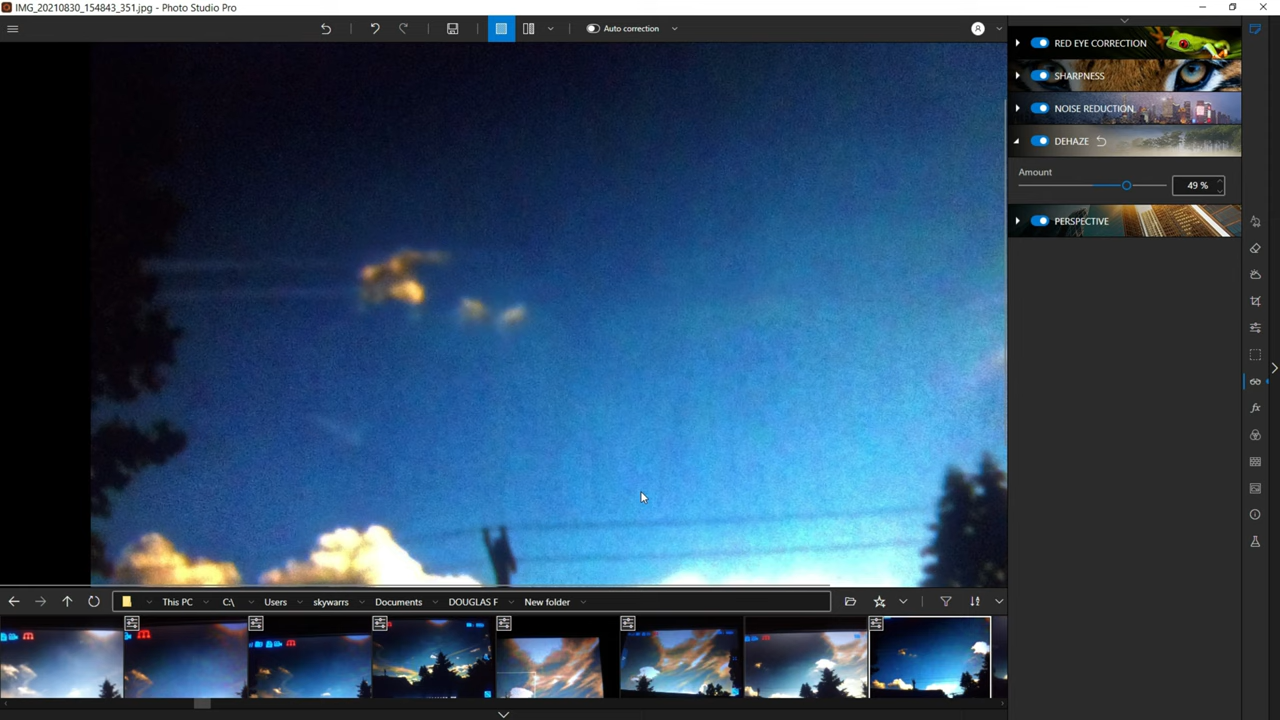 IMG_20210830_154843_351.jpg - Photo Studio Pro
Auto correction
RED EYE CORRECTION
SHARPNESS
NOISE REDUCTION
DEHAZE
Amount
49 %
PERSPECTIVE
This PC
C:\
Users
skywarrs
Documents
DOUGLAS F
New folder